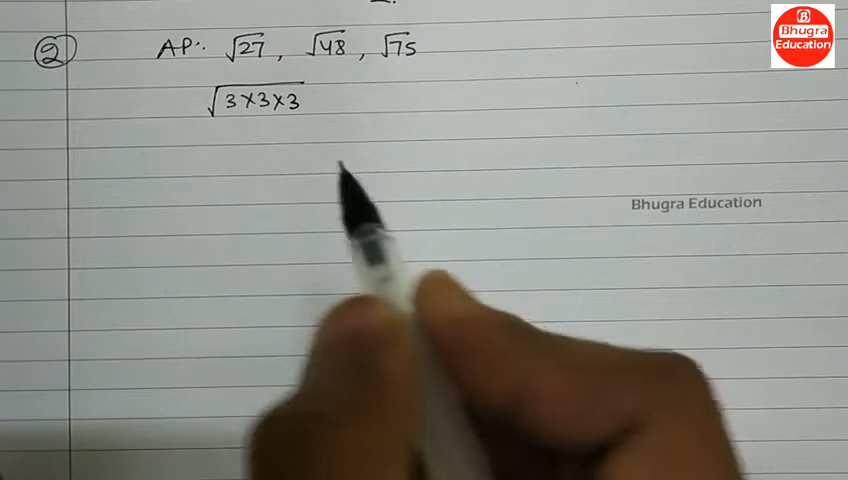 Bhugra
Education
② AP:. √27 , √48 , √75
√3×3×3
Bhugra Education